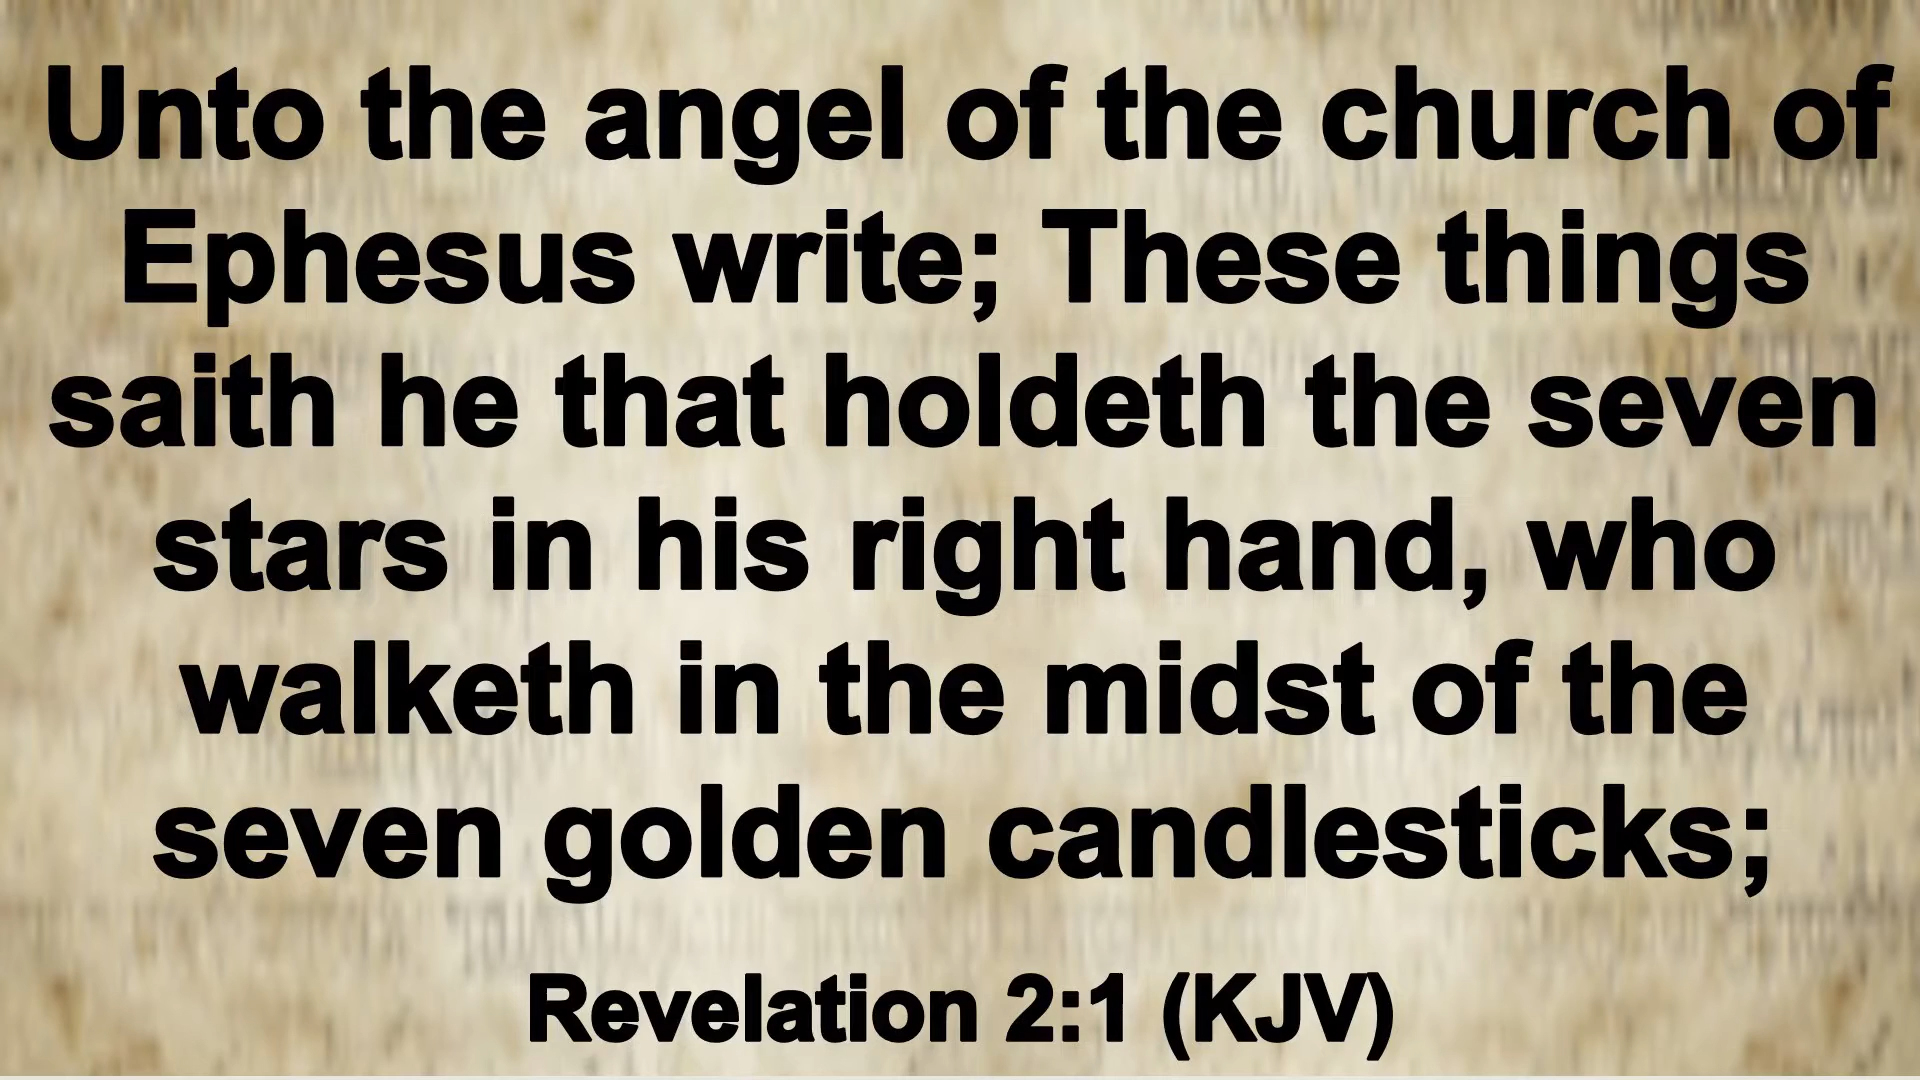 Unto the angel of the church of
Ephesus write; These things
saith he that holdeth the seven
stars in his right hand, who
walketh in the midst of the
seven golden candlesticks;
Revelation 2:1 (KJV)